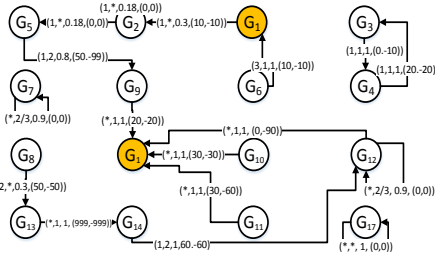 (1,*,0.18,(0,0))
G5
(1,*,0.18,(0,0))
G2
(1,*,0.3,(10,-10))
G1
G3
(1,2,0.8,(50.-99))
(3,1,1,(10,-10))
(1,1,1,(0.-10))
(1,1,1,(20.-20)
G7
G9
G6
G4
(*,2/3,0.9,(0,0))
(*,1,1,(20,-20))
(*,1,1, (0,-90))
G8
G1
(*,1,1,(30,-30))
G10
G12
2,*,0.3,(50,-50))
(*,1,1,(30,-60))
(*,2/3, 0.9, (0,0))
G13
(*,1, 1, (999,-999))
G14
G11
G17
(1,2,1,60.-60)
(*,*, 1, (0,0))